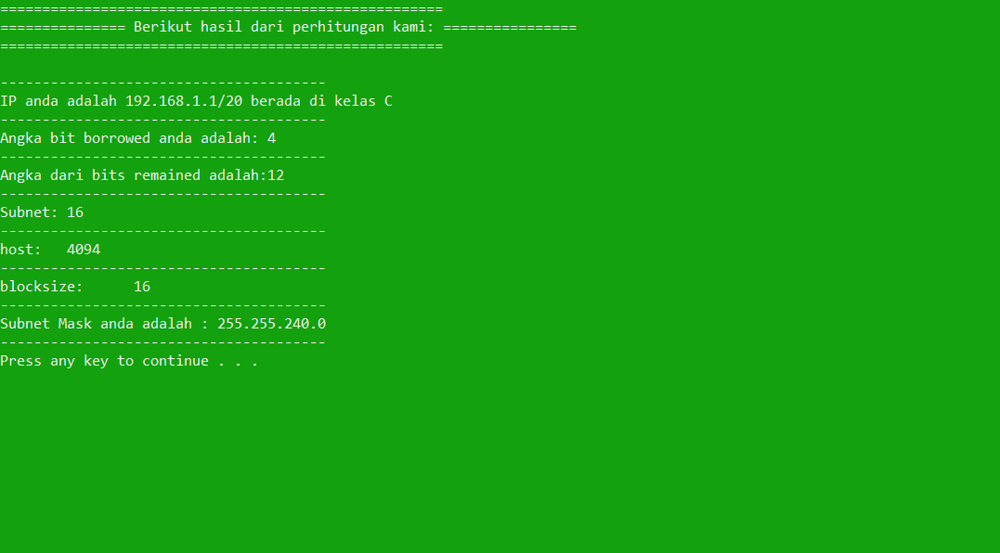 =====================================================
=============== Berikut hasil dari perhitungan kami: ================
=====================================================
---------------------------------------
IP anda adalah 192.168.1.1/20 berada di kelas C
---------------------------------------
Angka bit borrowed anda adalah: 4
---------------------------------------
Angka dari bits remained adalah:12
---------------------------------------
Subnet: 16
---------------------------------------
host:   4094
---------------------------------------
blocksize:      16
---------------------------------------
Subnet Mask anda adalah : 255.255.240.0
---------------------------------------
Press any key to continue . . .